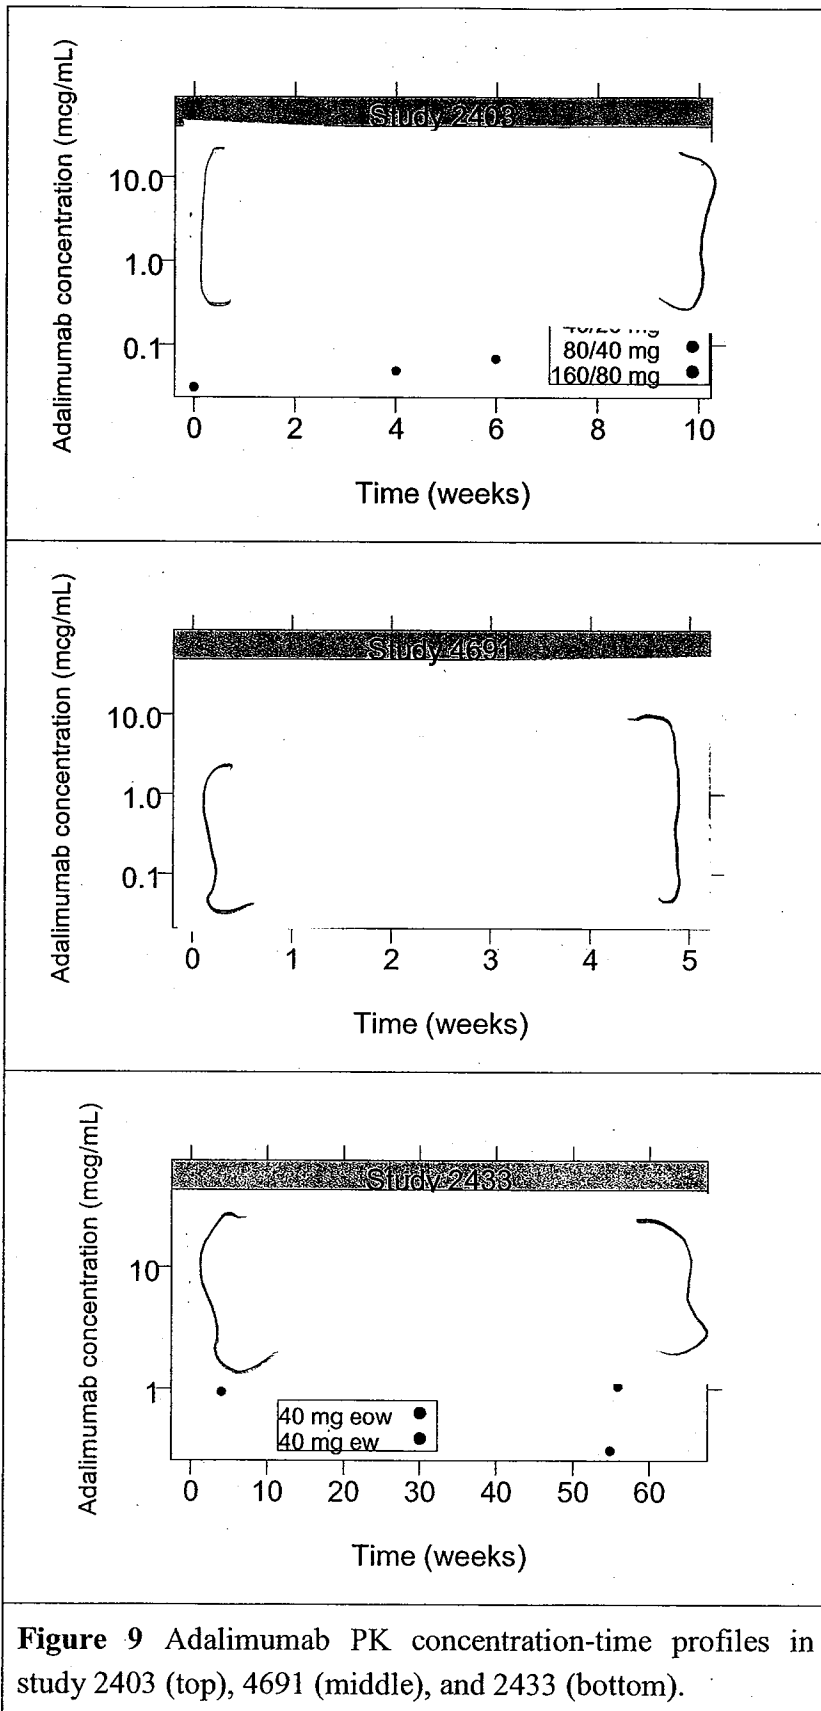 Study 2403
Adalimumab concentration (mcg/mL)
10.0
1.0
0.1
80/40 mg
160/80 mg
0 2 4 6 8 10
Time (weeks)
Study 4691
Adalimumab concentration (mcg/mL)
10.0
1.0
0.1
0 1 2 3 4 5
Time (weeks)
Study 2433
Adalimumab concentration (mcg/mL)
10
1
40 mg eow
40 mg ew
0 10 20 30 40 50 60
Time (weeks)
Figure 9 Adalimumab PK concentration-time profiles in
study 2403 (top), 4691 (middle), and 2433 (bottom).